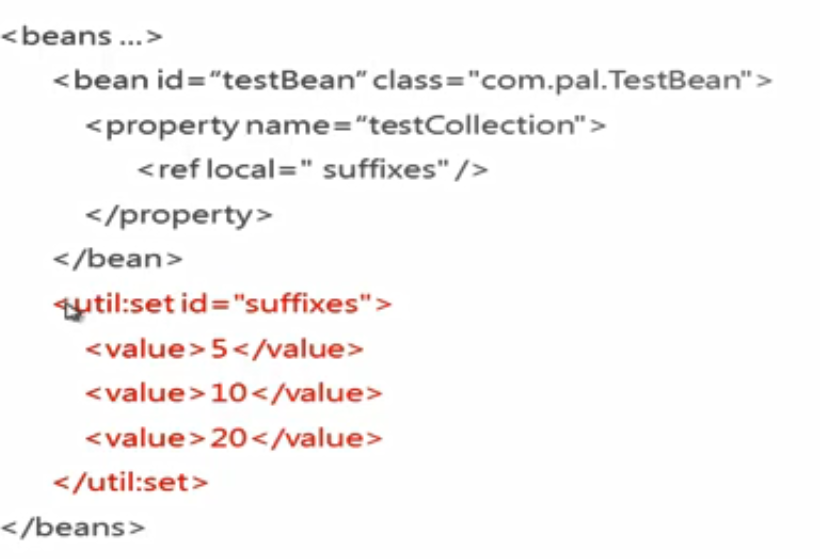 <beans ...>
<bean id="testBean" class="com.pal.TestBean">
<property name="testCollection">
<ref local=" suffixes" />
</property>
</bean>
<util:set id="suffixes">
<value>5</value>
<value>10</value>
<value>20</value>
</util:set>
</beans>